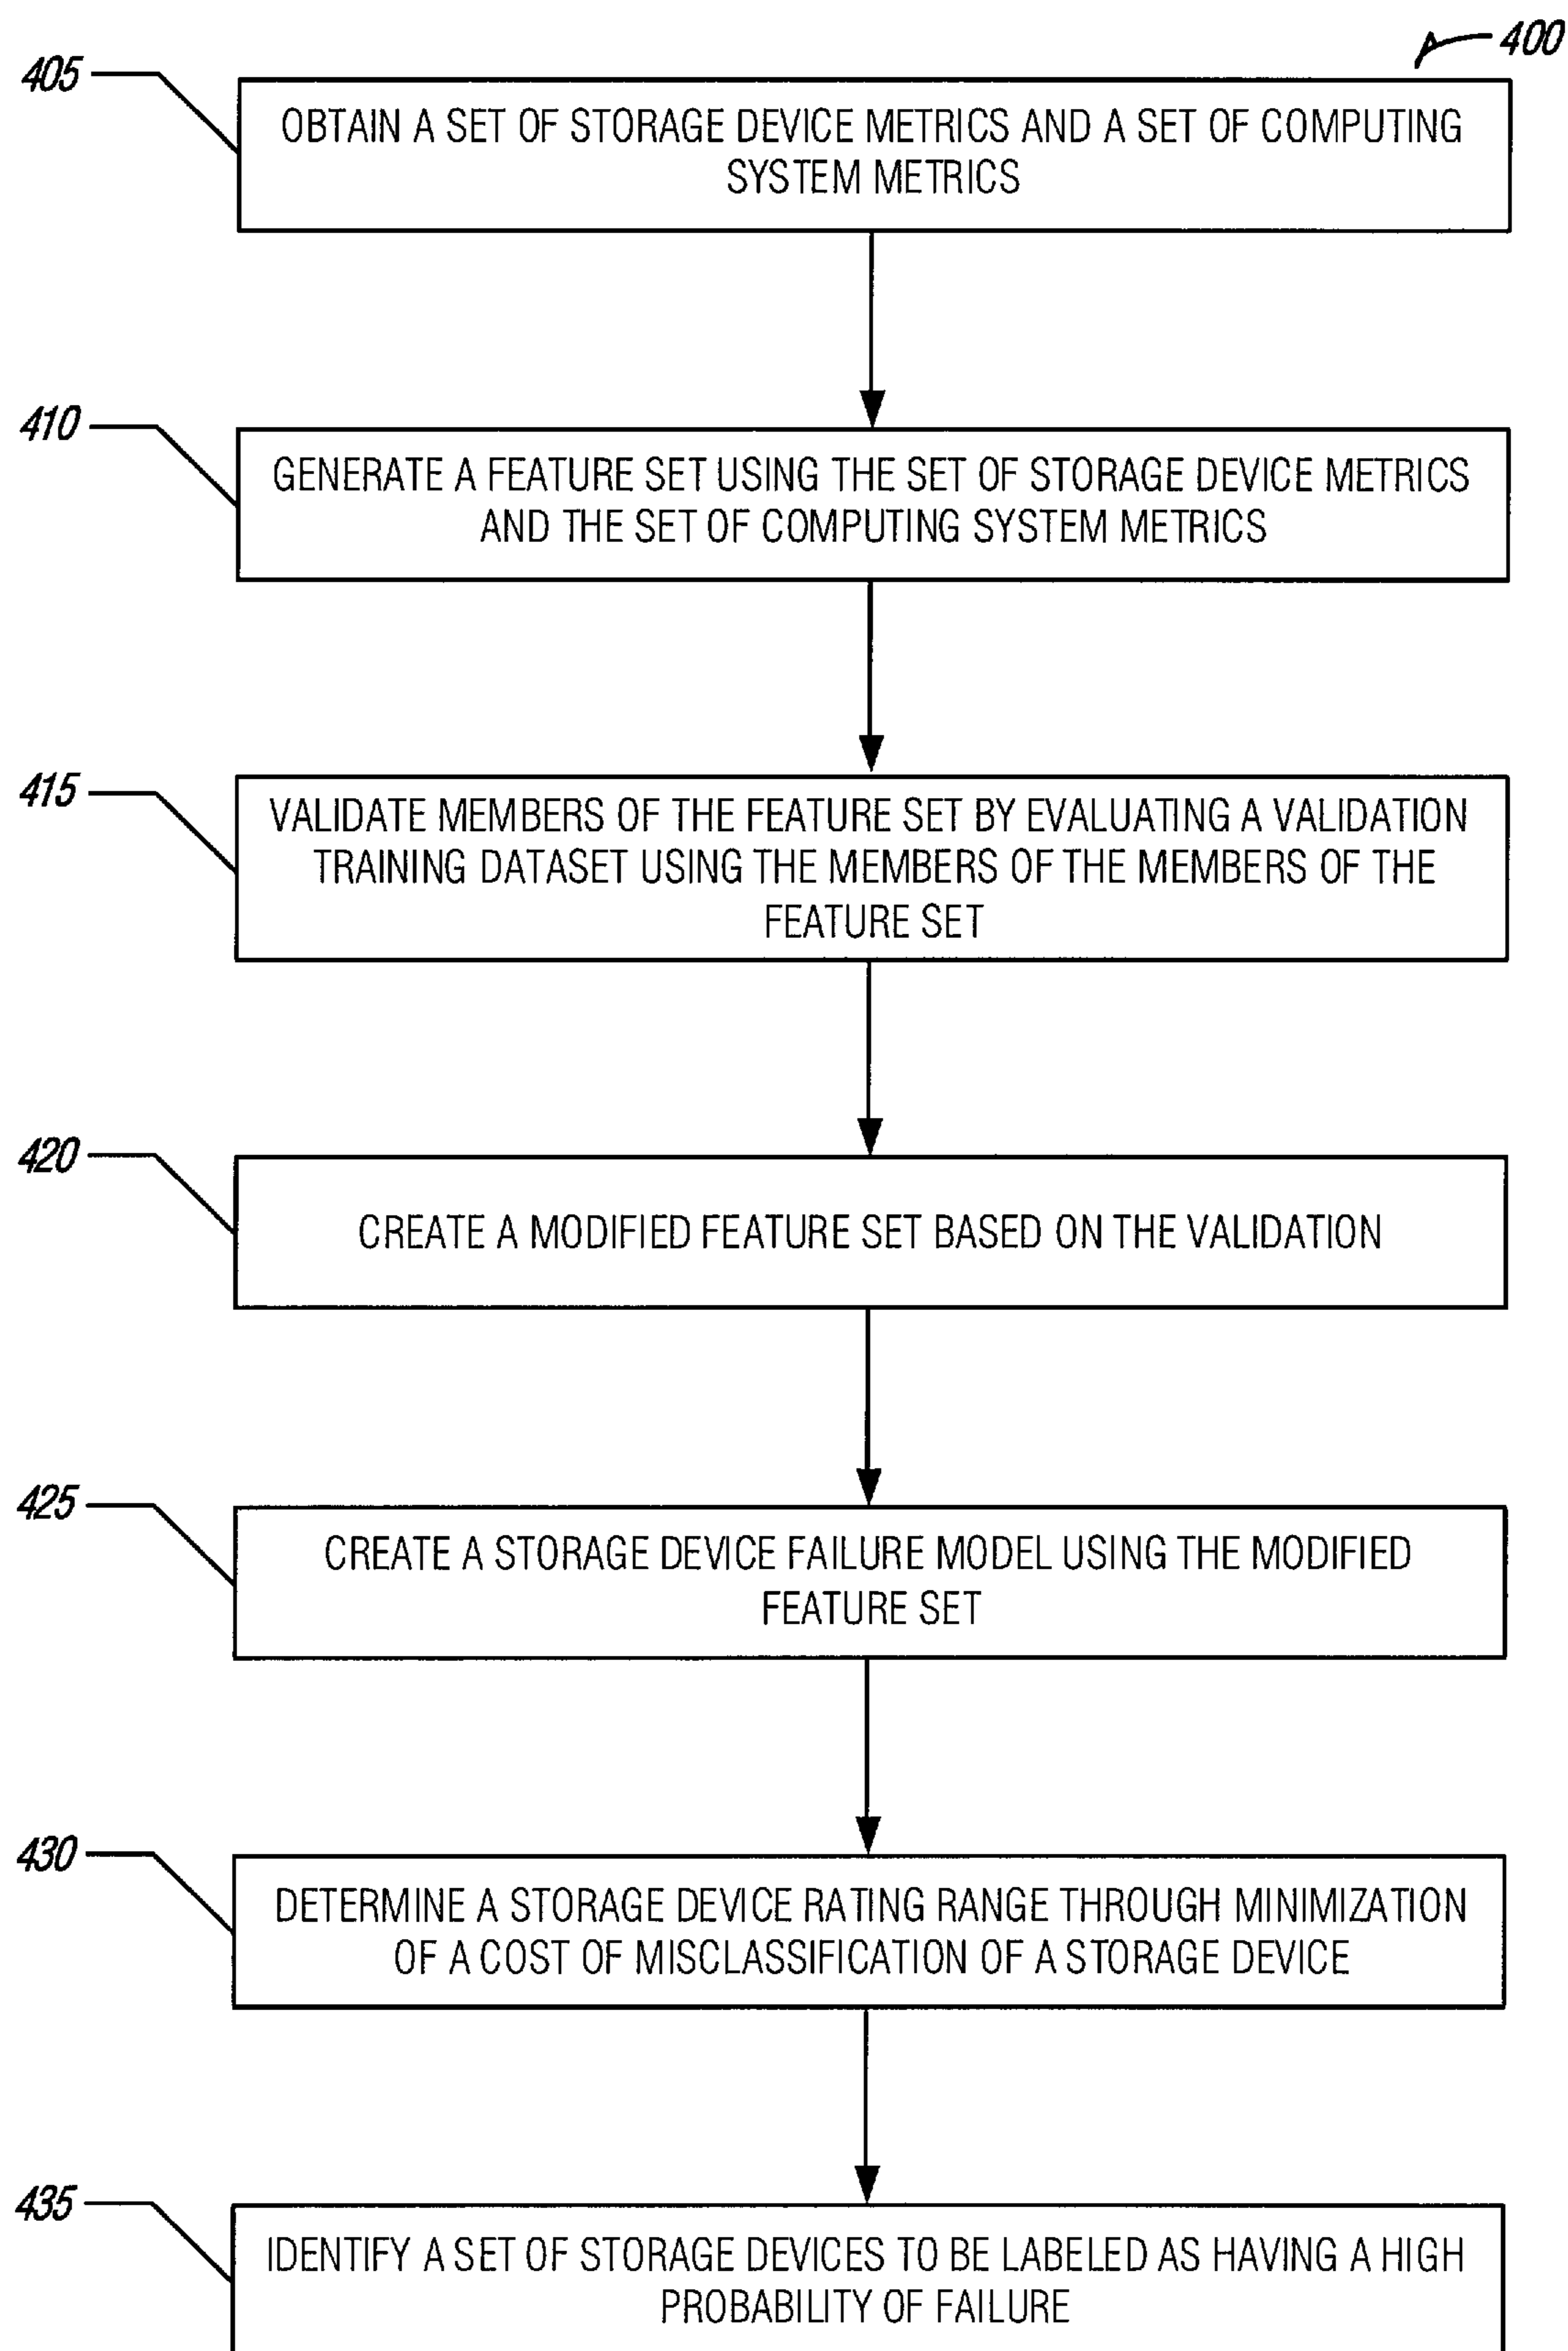 400
405
OBTAIN A SET OF STORAGE DEVICE METRICS AND A SET OF COMPUTING
SYSTEM METRICS
410
GENERATE A FEATURE SET USING THE SET OF STORAGE DEVICE METRICS
AND THE SET OF COMPUTING SYSTEM METRICS
415
VALIDATE MEMBERS OF THE FEATURE SET BY EVALUATING A VALIDATION
TRAINING DATASET USING THE MEMBERS OF THE MEMBERS OF THE
FEATURE SET
420
CREATE A MODIFIED FEATURE SET BASED ON THE VALIDATION
425
CREATE A STORAGE DEVICE FAILURE MODEL USING THE MODIFIED
FEATURE SET
430
DETERMINE A STORAGE DEVICE RATING RANGE THROUGH MINIMIZATION
OF A COST OF MISCLASSIFICATION OF A STORAGE DEVICE
435
IDENTIFY A SET OF STORAGE DEVICES TO BE LABELED AS HAVING A HIGH
PROBABILITY OF FAILURE